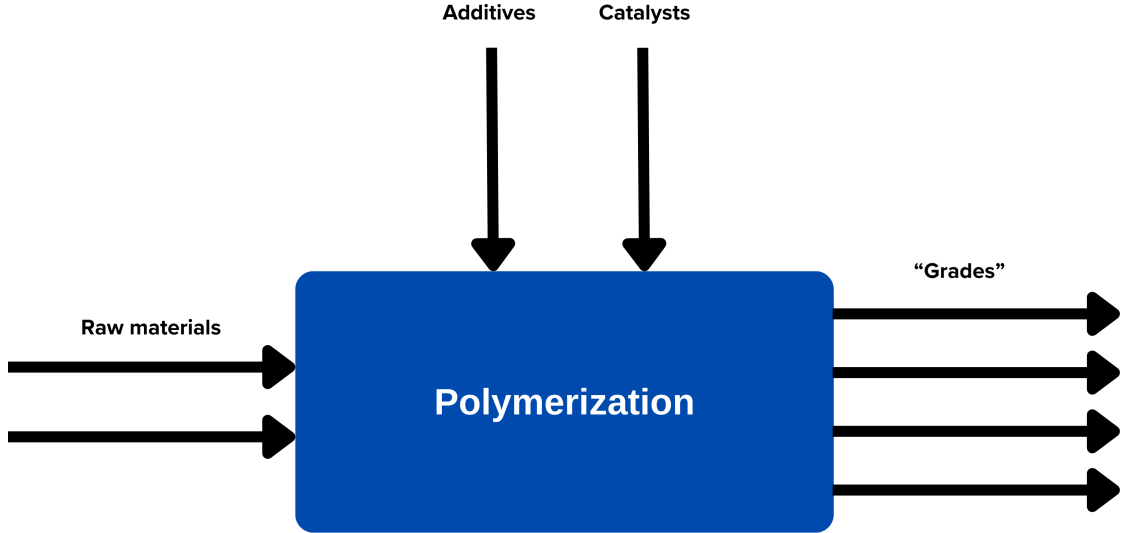 Additives
Catalysts
“Grades”
Raw materials
Polymerization